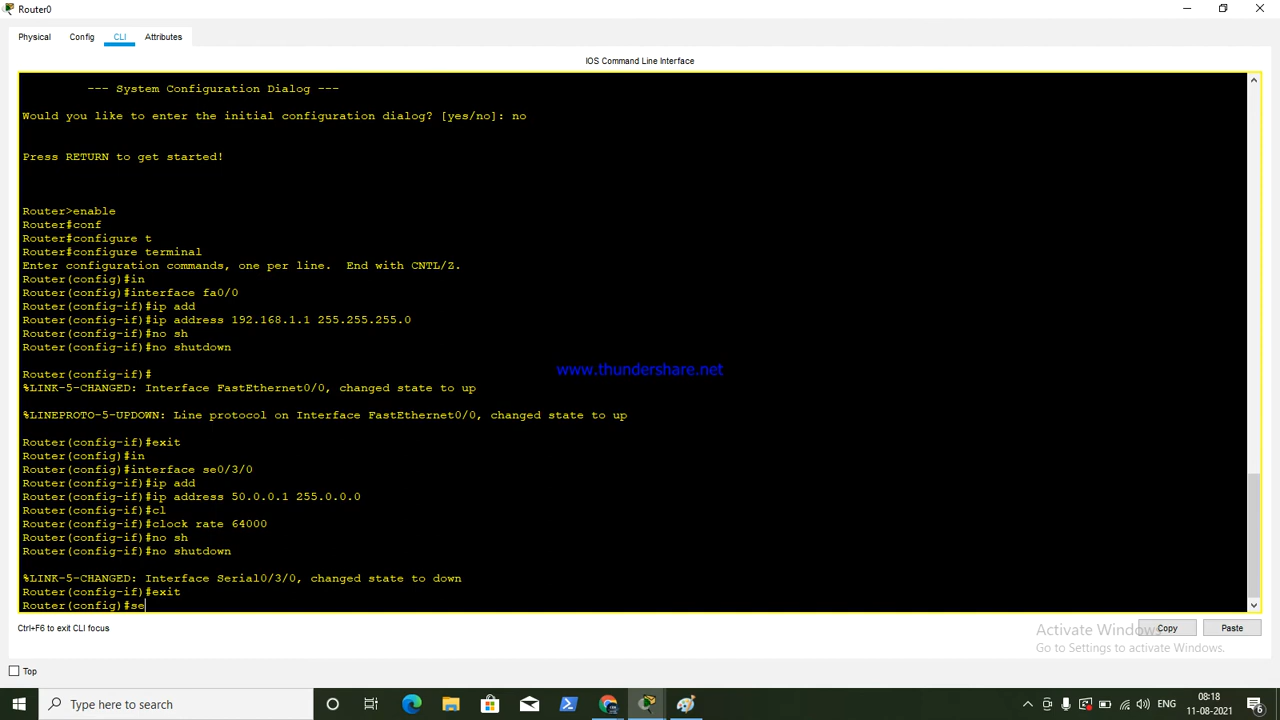 Router0
Physical
Config
CLI
Attributes
IOS Command Line Interface
--- System Configuration Dialog ---
Would you like to enter the initial configuration dialog? [yes/no]: no
Press RETURN to get started!
Router>enable
Router#conf
Router#configure t
Router#configure terminal
Enter configuration commands, one per line.  End with CNTL/Z.
Router(config)#in
Router(config)#interface fa0/0
Router(config-if)#ip add
Router(config-if)#ip address 192.168.1.1 255.255.255.0
Router(config-if)#no sh
Router(config-if)#no shutdown
www.thundershare.net
Router(config-if)#
%LINK-5-CHANGED: Interface FastEthernet0/0, changed state to up
%LINEPROTO-5-UPDOWN: Line protocol on Interface FastEthernet0/0, changed state to up
Router(config-if)#exit
Router(config)#in
Router(config)#interface se0/3/0
Router(config-if)#ip add
Router(config-if)#ip address 50.0.0.1 255.0.0.0
Router(config-if)#cl
Router(config-if)#clock rate 64000
Router(config-if)#no sh
Router(config-if)#no shutdown
%LINK-5-CHANGED: Interface Serial0/3/0, changed state to down
Router(config-if)#exit
Router(config)#se
Ctrl+F6 to exit CLI focus
Copy
Paste
Activate Windows
Go to Settings to activate Windows.
Top
Type here to search
ENG
08:18
11-08-2021
6